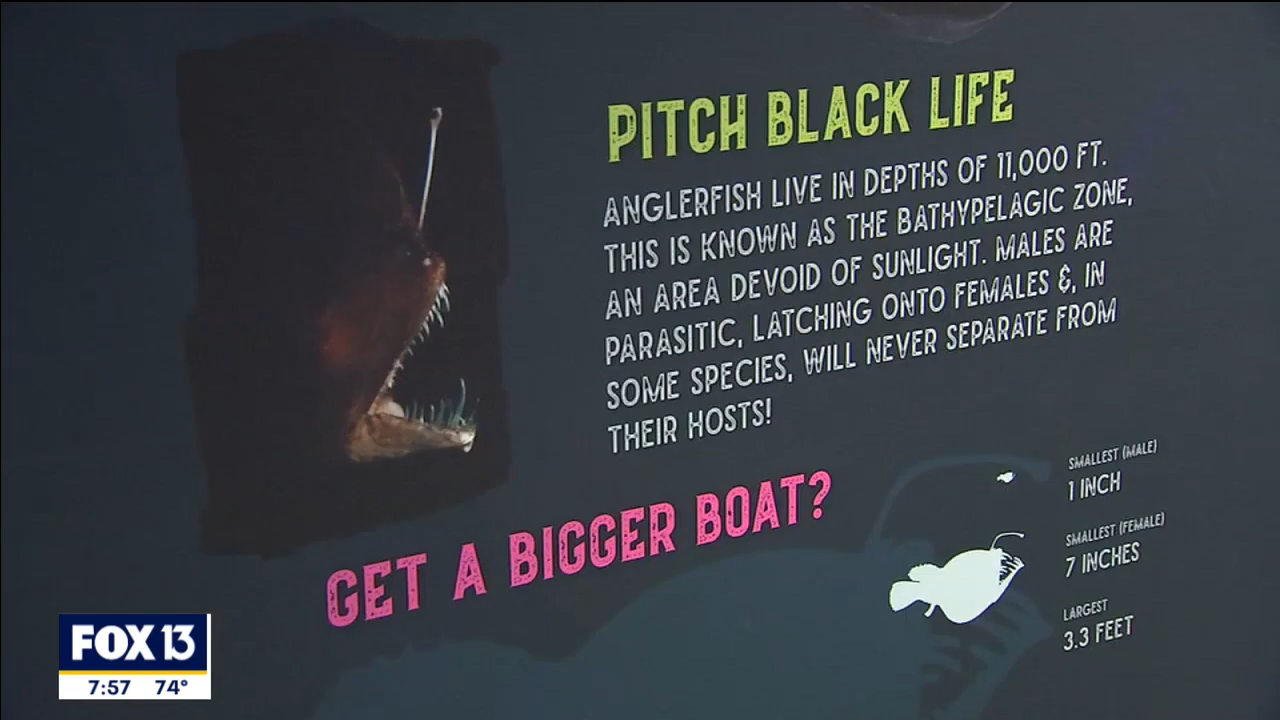 PITCH BLACK LIFE
ANGLERFISH LIVE IN DEPTHS OF 11,000 FT.
THIS IS KNOWN AS THE BATHYPELAGIC ZONE,
AN AREA DEVOID OF SUNLIGHT. MALES ARE
PARASITIC, LATCHING ONTO FEMALES &, IN
SOME SPECIES, WILL NEVER SEPARATE FROM
THEIR HOSTS!
GET A BIGGER BOAT?
SMALLEST (MALE)
1 INCH
SMALLEST (FEMALE)
7 INCHES
LARGEST
3.3 FEET
FOX 13
7:57 74°